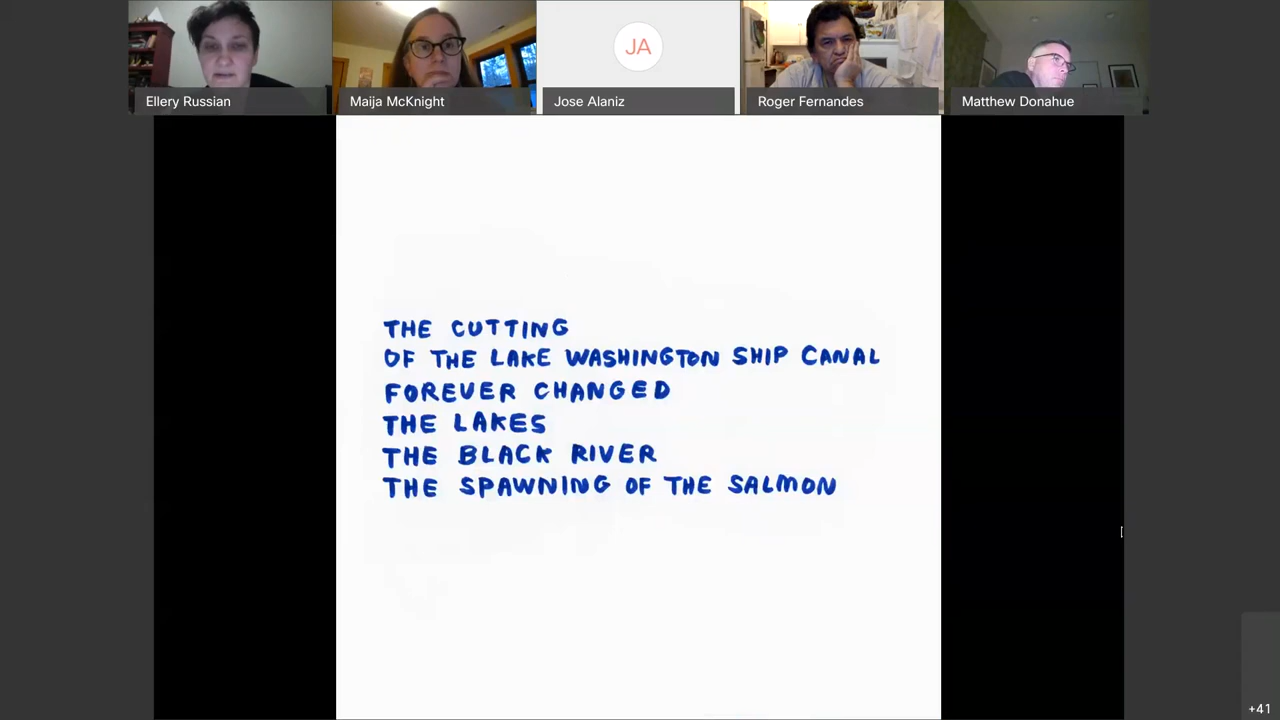 Ellery Russian
Maija McKnight
JA
Jose Alaniz
Roger Fernandes
Matthew Donahue
THE CUTTING
OF THE LAKE WASHINGTON SHIP CANAL
FOREVER CHANGED
THE LAKES
THE BLACK RIVER
THE SPAWNING OF THE SALMON
+41